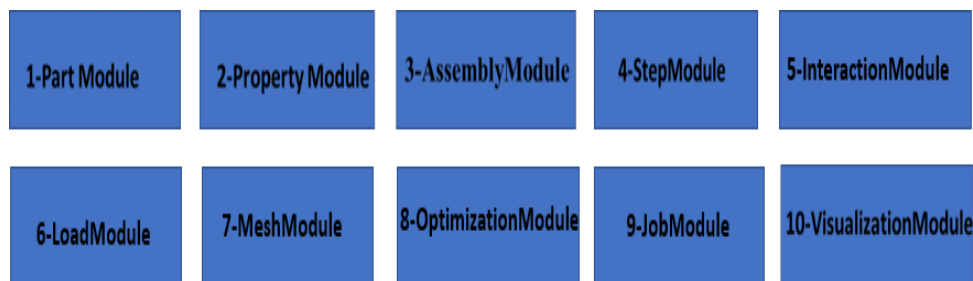 1-Part Module
2-Property Module
3-AssemblyModule
4-StepModule
5-InteractionModule
6-LoadModule
7-MeshModule
8-OptimizationModule
9-JobModule
10-VisualizationModule